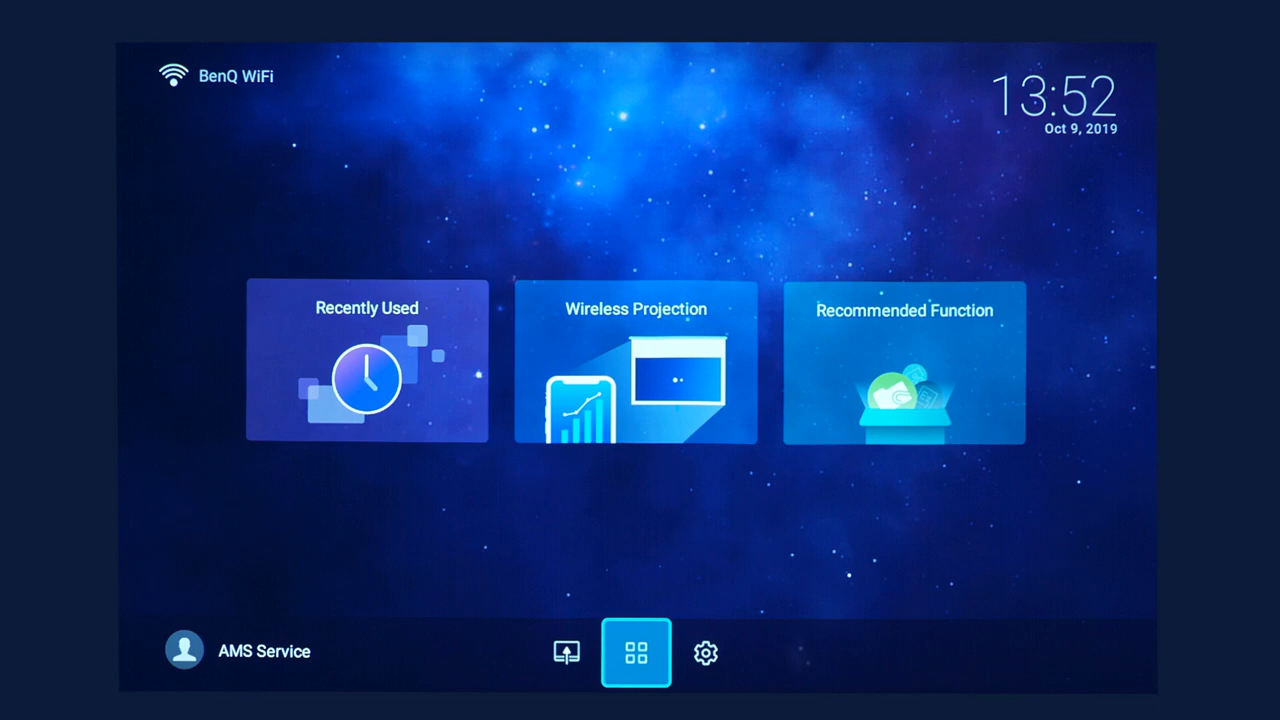 BenQ WiFi
13:52
Oct 9, 2019
Recently Used
Wireless Projection
Recommended Function
AMS Service